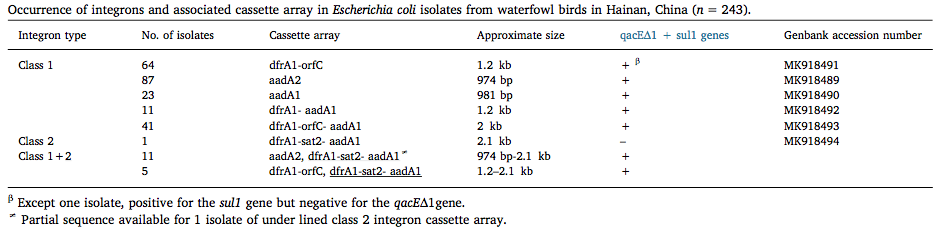 Occurrence of integrons and associated cassette array in Escherichia coli isolates from waterfowl birds in Hainan, China (n = 243).
Integron type No. of isolates Cassette array Approximate size qacEΔ1 + sul1 genes Genbank accession number
Class 1 64 dfrA1-orfC 1.2 kb + β MK918491
87 aadA2 974 bp + MK918489
23 aadA1 981 bp + MK918490
11 dfrA1- aadA1 1.2 kb + MK918492
41 dfrA1-orfC- aadA1 2 kb + MK918493
Class 2 1 dfrA1-sat2- aadA1 2.1 kb – MK918494
Class 1+2 11 aadA2, dfrA1-sat2- aadA1 ≠ 974 bp-2.1 kb +
5 dfrA1-orfC, dfrA1-sat2- aadA1 1.2–2.1 kb +
β Except one isolate, positive for the sul1 gene but negative for the qacEΔ1gene.
≠ Partial sequence available for 1 isolate of under lined class 2 integron cassette array.